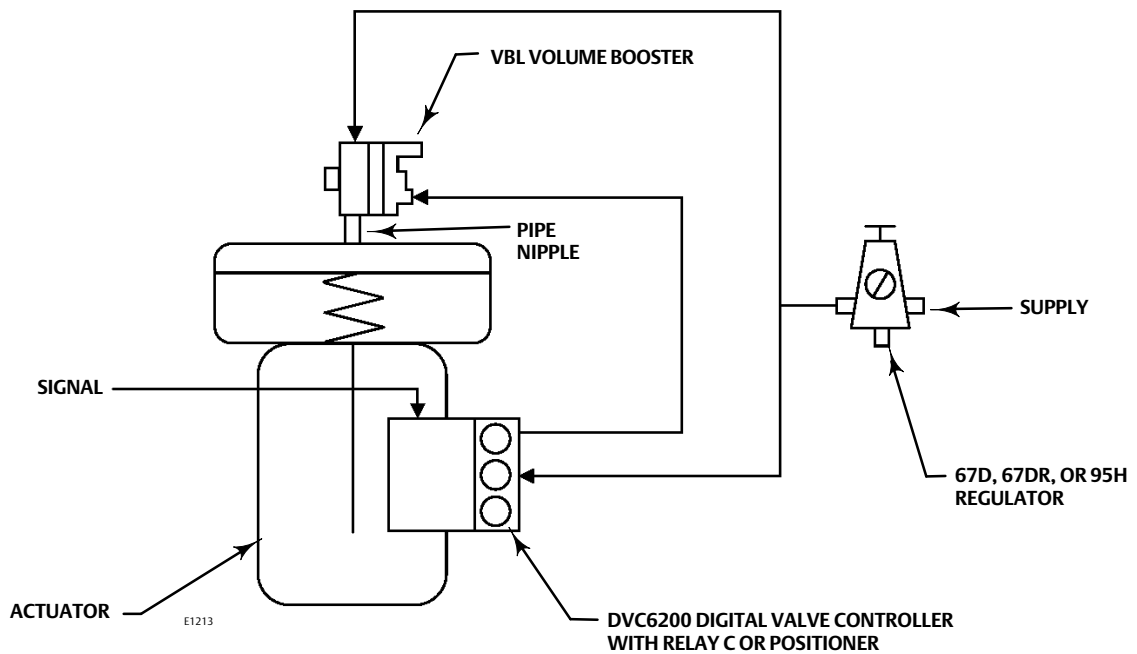 VBL VOLUME BOOSTER
PIPE
NIPPLE
SUPPLY
SIGNAL
67D, 67DR, OR 95H
REGULATOR
ACTUATOR
E1213
DVC6200 DIGITAL VALVE CONTROLLER
WITH RELAY C OR POSITIONER